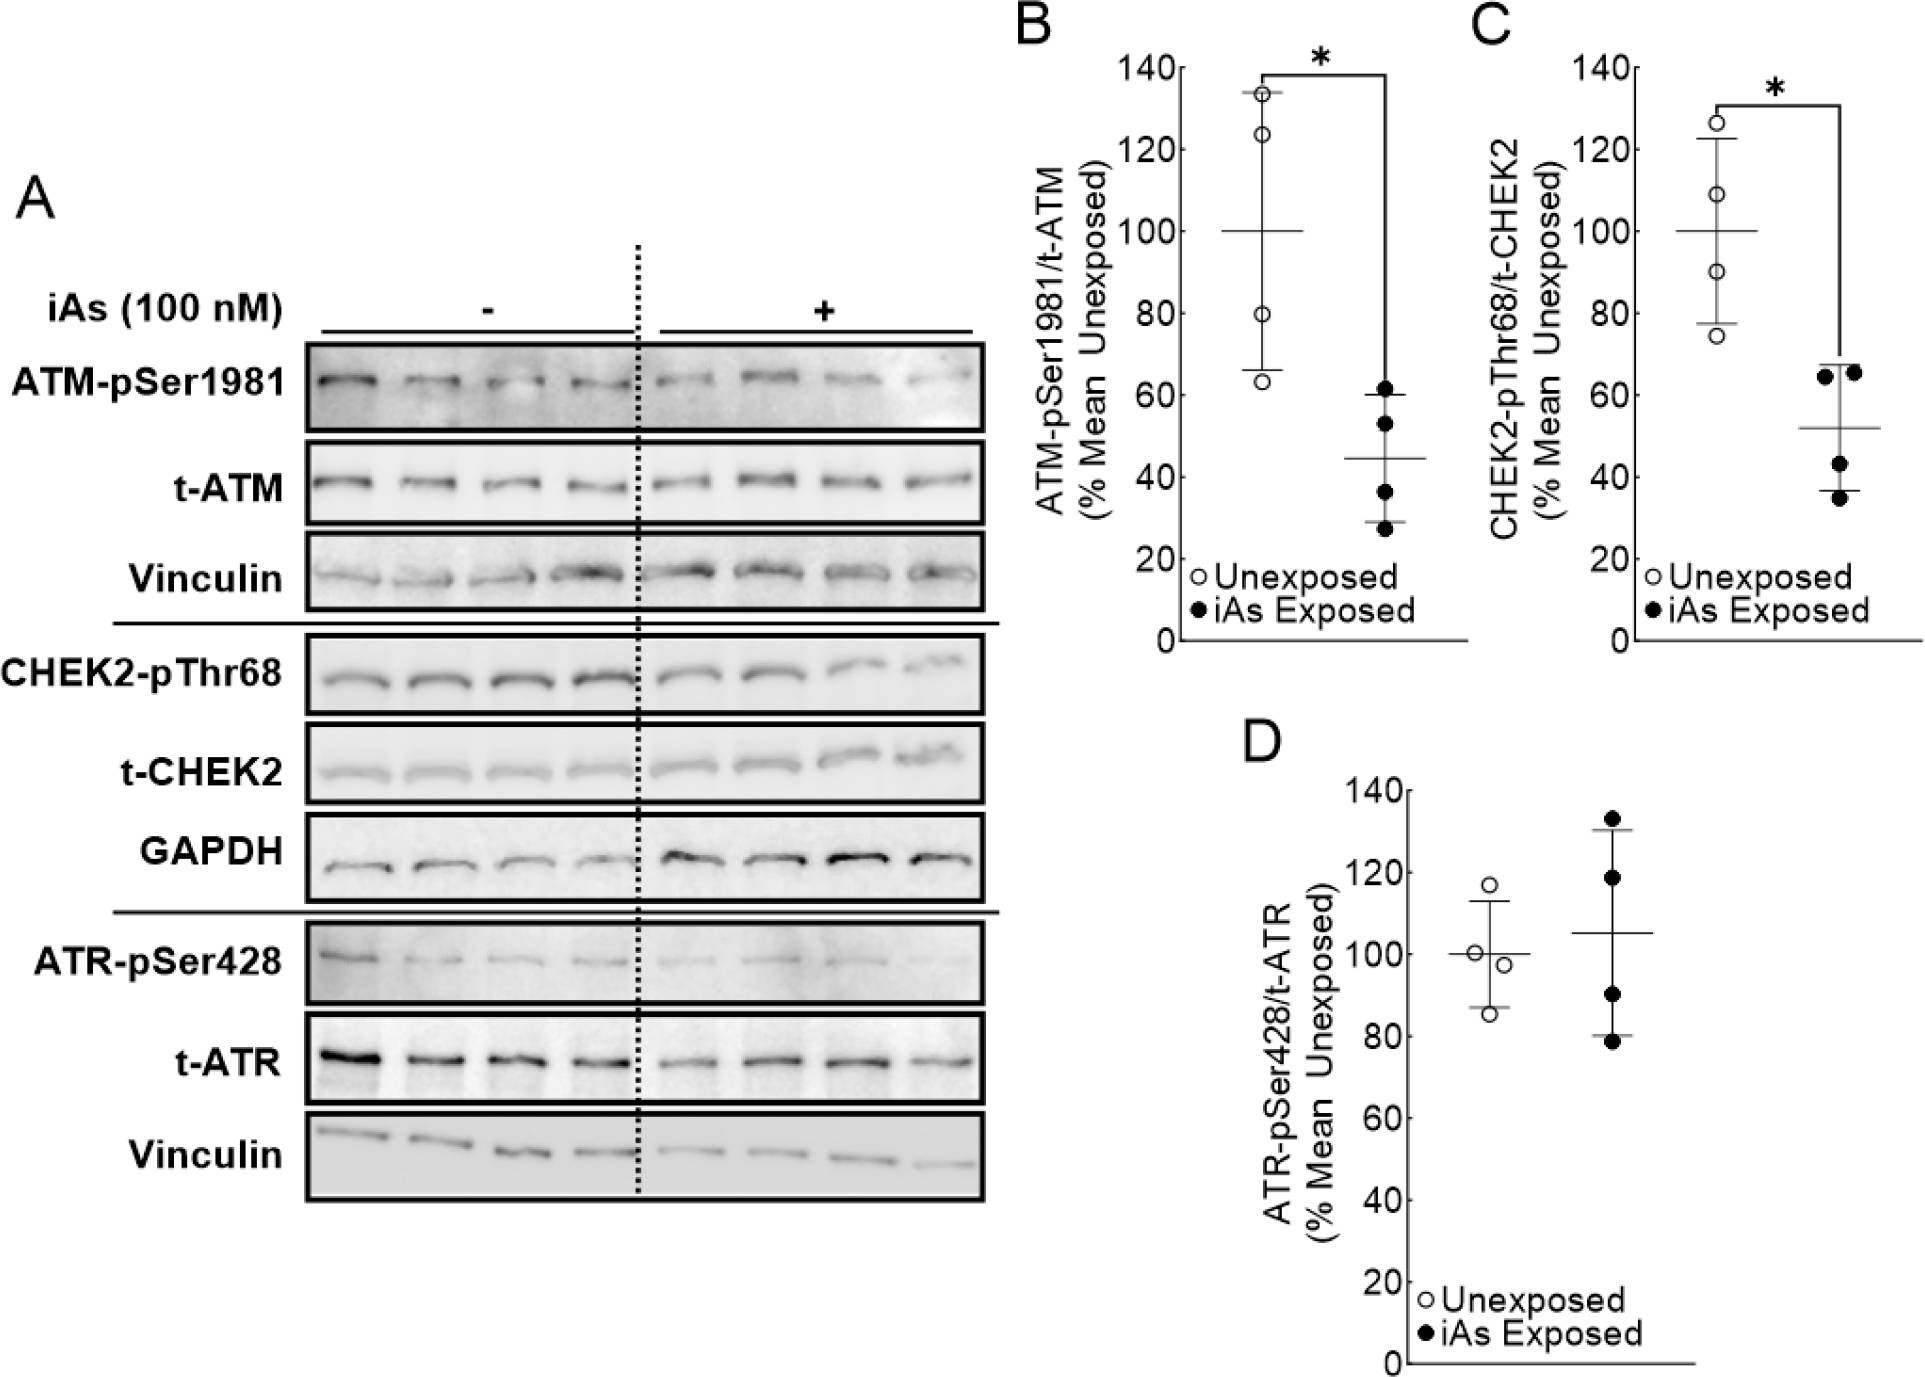 A
iAs (100 nM)
- +
ATM-pSer1981
t-ATM
Vinculin
CHEK2-pThr68
t-CHEK2
GAPDH
ATR-pSer428
t-ATR
Vinculin
B
ATM-pSer1981/t-ATM
(% Mean Unexposed)
140
120
100
80
60
40
20
0
*
Unexposed
iAs Exposed
C
CHEK2-pThr68/t-CHEK2
(% Mean Unexposed)
140
120
100
80
60
40
20
0
*
Unexposed
iAs Exposed
D
ATR-pSer428/t-ATR
(% Mean Unexposed)
140
120
100
80
60
40
20
0
Unexposed
iAs Exposed